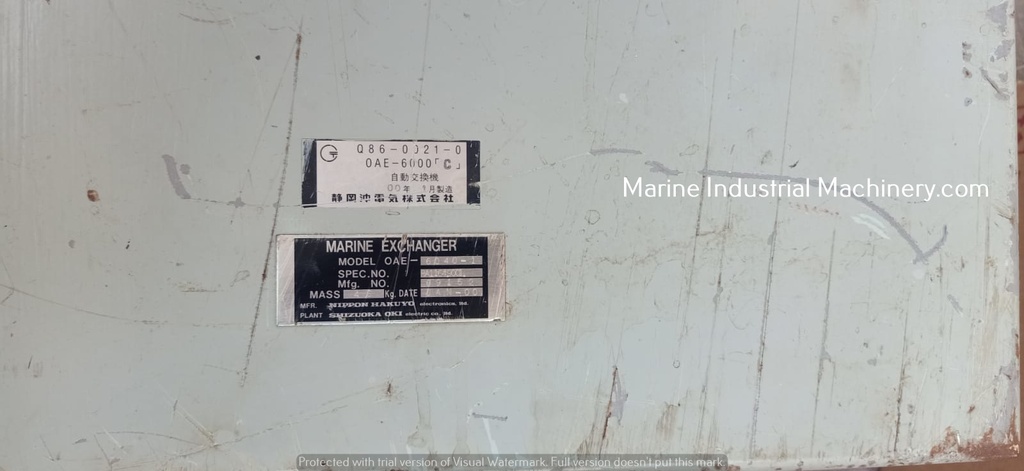 Q86-0021-0
OAE-6000
自動交換機
00年 1月製造
静岡沖電気株式会社
MARINE EXCHANGER
MODEL OAE-
SPEC.NO.
Mfg. NO.
MASS Kg. DATE
MFR. NIPPON HAKUYO electronics, ltd.
PLANT SHIZUOKA OKI electric co., ltd.
Marine Industrial Machinery.com
Protected with trial version of Visual Watermark. Full version doesn't put this mark.